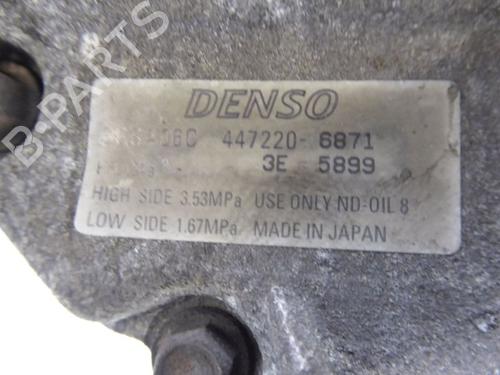 DENSO
06C 447220-6871
3E 5899
HIGH SIDE 3.53MPa USE ONLY ND-OIL 8
LOW SIDE 1.67MPa MADE IN JAPAN
B-PARTS